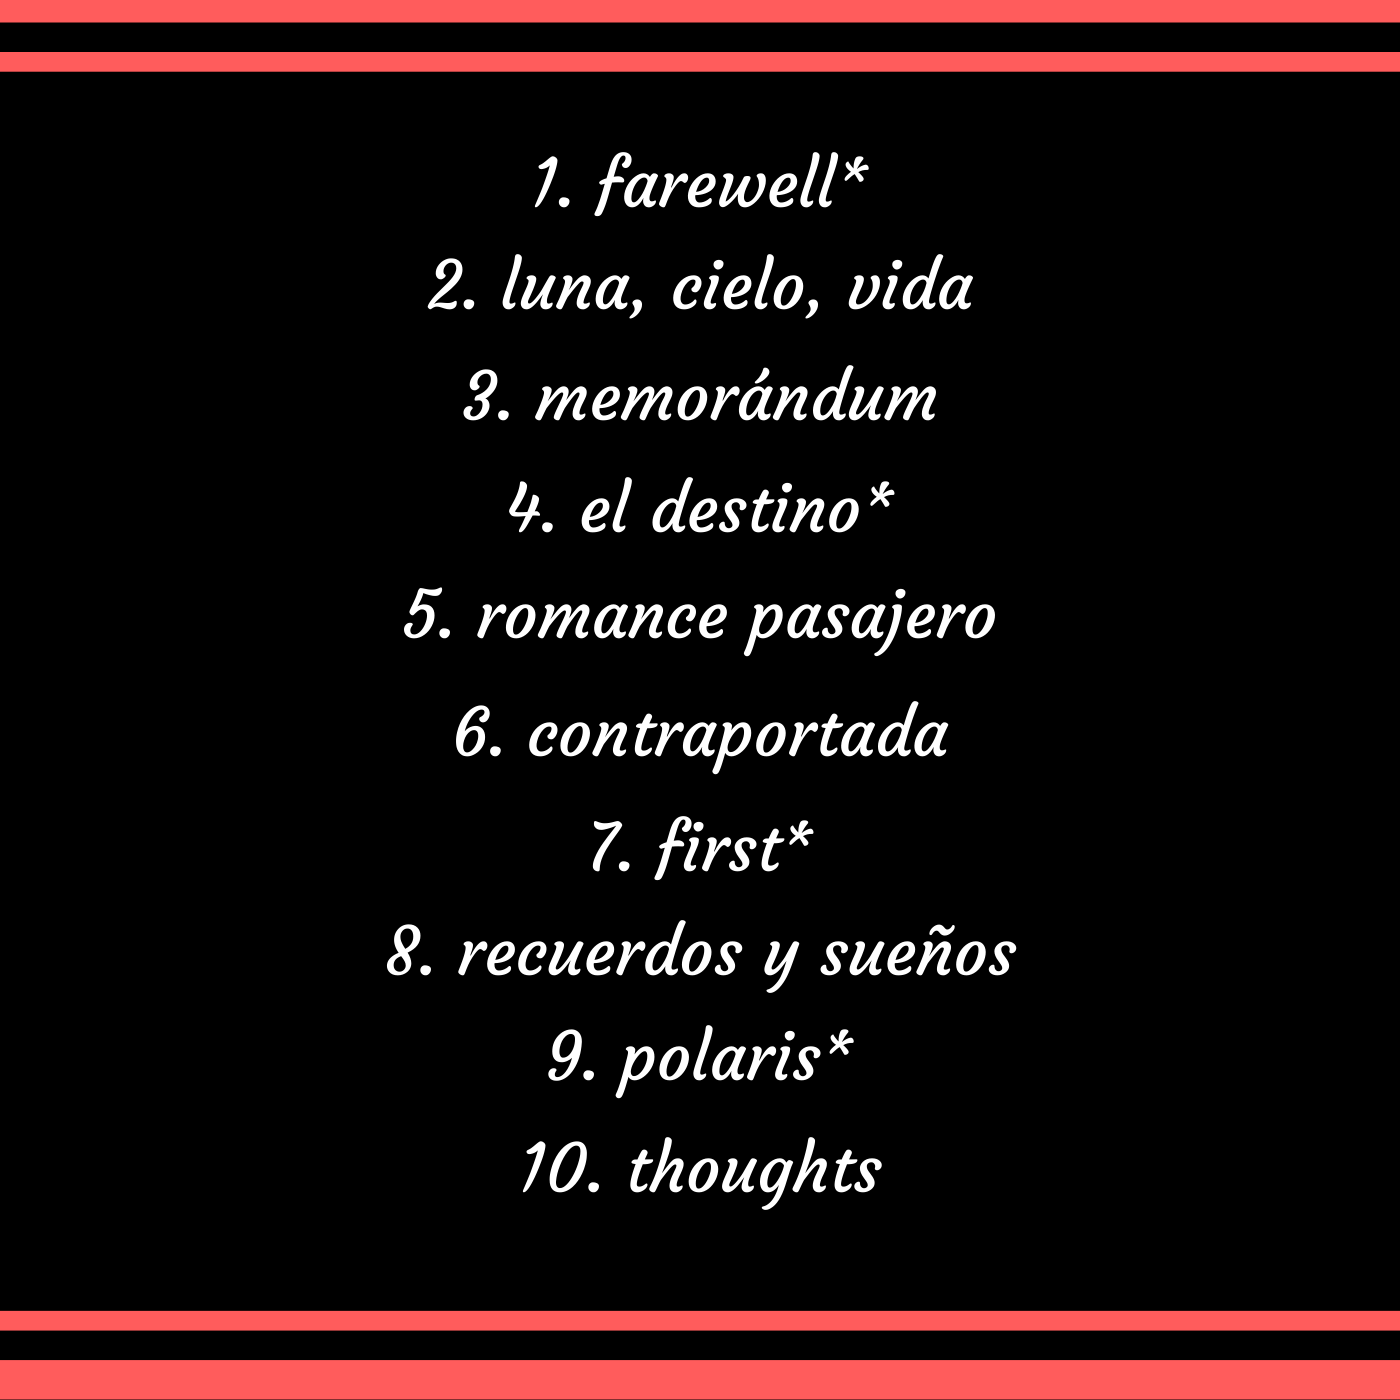 1. farewell*
2. luna, cielo, vida
3. memorándum
4. el destino*
5. romance pasajero
6. contraportada
7. first*
8. recuerdos y sueños
9. polaris*
10. thoughts